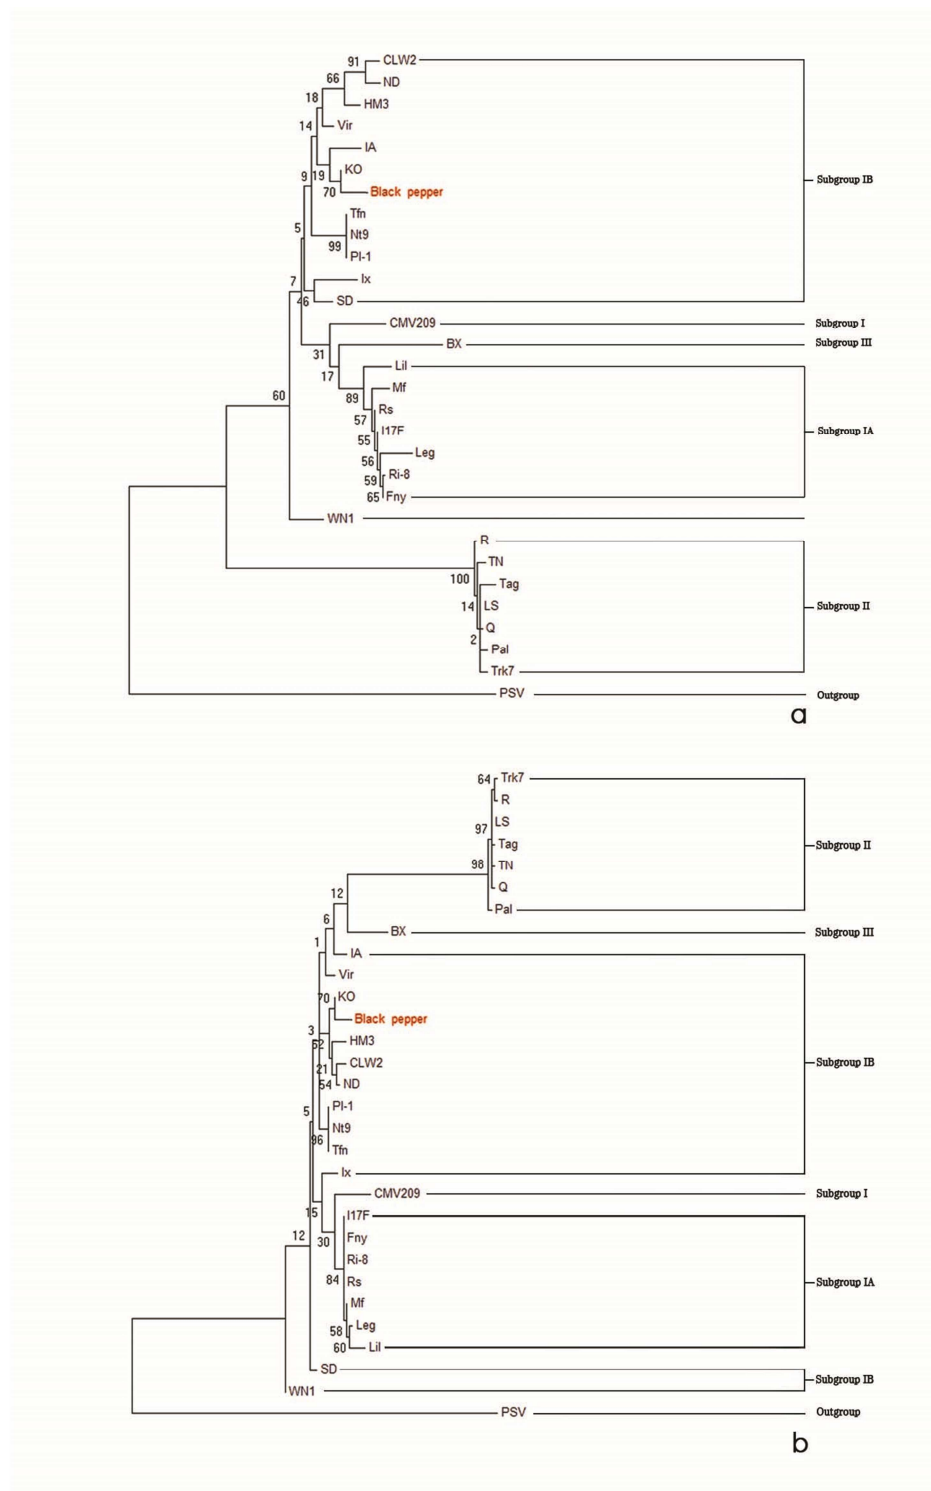 91 CLW2
66 ND
18 HM3
14 Vir
IA
9 19 KO
Subgroup IB
70 Black pepper
Tfn
5 Nt9
99 Pl-1
7 Ix
46 SD
CMV209 Subgroup I
31 BX Subgroup III
17 Lil
89 Mf
60 Rs
57 I17F Subgroup IA
55 Leg
56 Ri-8
59
65 Fny
WN1
R
TN
100 Tag
14 LS Subgroup II
Q
2 Pal
Trk7
PSV Outgroup
a
64 Trk7
R
97 LS
Tag Subgroup II
98 TN
Q
12 Pal
6 BX Subgroup III
1 IA
Vir
70 KO
Black pepper
3 HM3
52
21 CLW2 Subgroup IB
54 ND
5 Pl-1
96 Nt9
Tfn
Ix
CMV209 Subgroup I
15 I17F
12 30 Fny
Ri-8
84 Rs Subgroup IA
Mf
58 Leg
60 Lil
SD
Subgroup IB
WN1
PSV Outgroup
b